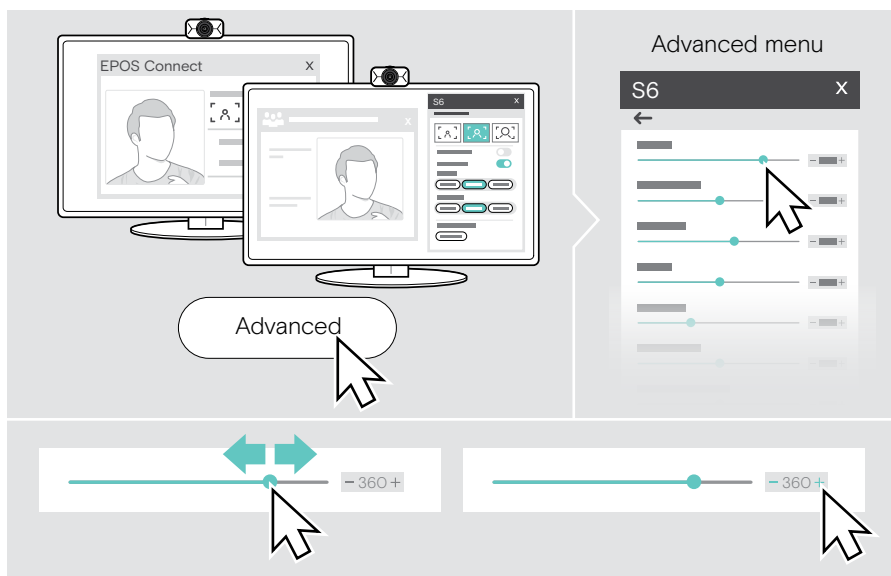 EPOS Connect x
S6 x
Advanced
Advanced menu
S6 x
- +
- +
- +
- +
- +
- +
- 360 +
- 360 +